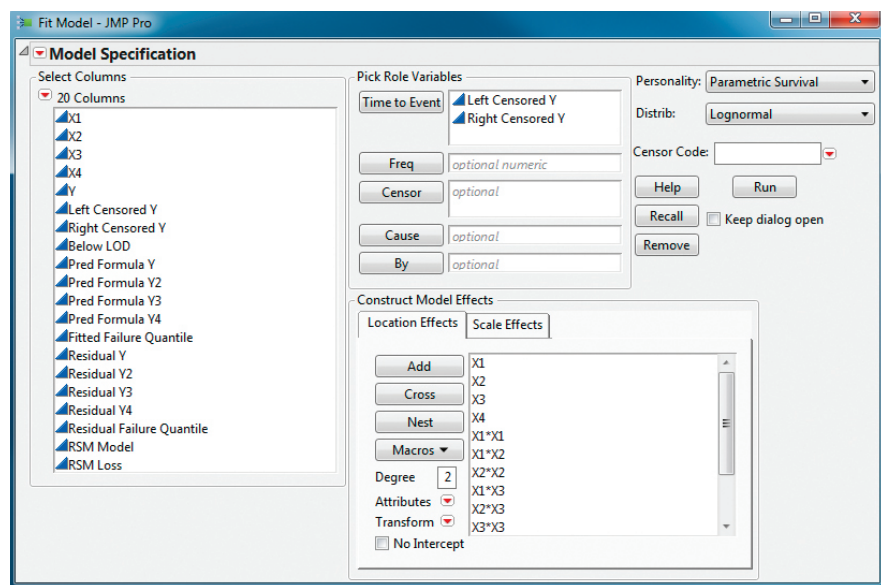 Fit Model - JMP Pro
Model Specification
Select Columns
20 Columns
X1
X2
X3
X4
Y
Left Censored Y
Right Censored Y
Below LOD
Pred Formula Y
Pred Formula Y2
Pred Formula Y3
Pred Formula Y4
Fitted Failure Quantile
Residual Y
Residual Y2
Residual Y3
Residual Y4
Residual Failure Quantile
RSM Model
RSM Loss
Pick Role Variables
Time to Event
Left Censored Y
Right Censored Y
Freq
optional numeric
Censor
optional
Cause
optional
By
optional
Personality: Parametric Survival
Distrib: Lognormal
Censor Code:
Help
Run
Recall
Keep dialog open
Remove
Construct Model Effects
Location Effects
Scale Effects
Add
Cross
Nest
Macros
Degree 2
Attributes
Transform
No Intercept
X1
X2
X3
X4
X1*X1
X1*X2
X2*X2
X1*X3
X2*X3
X3*X3